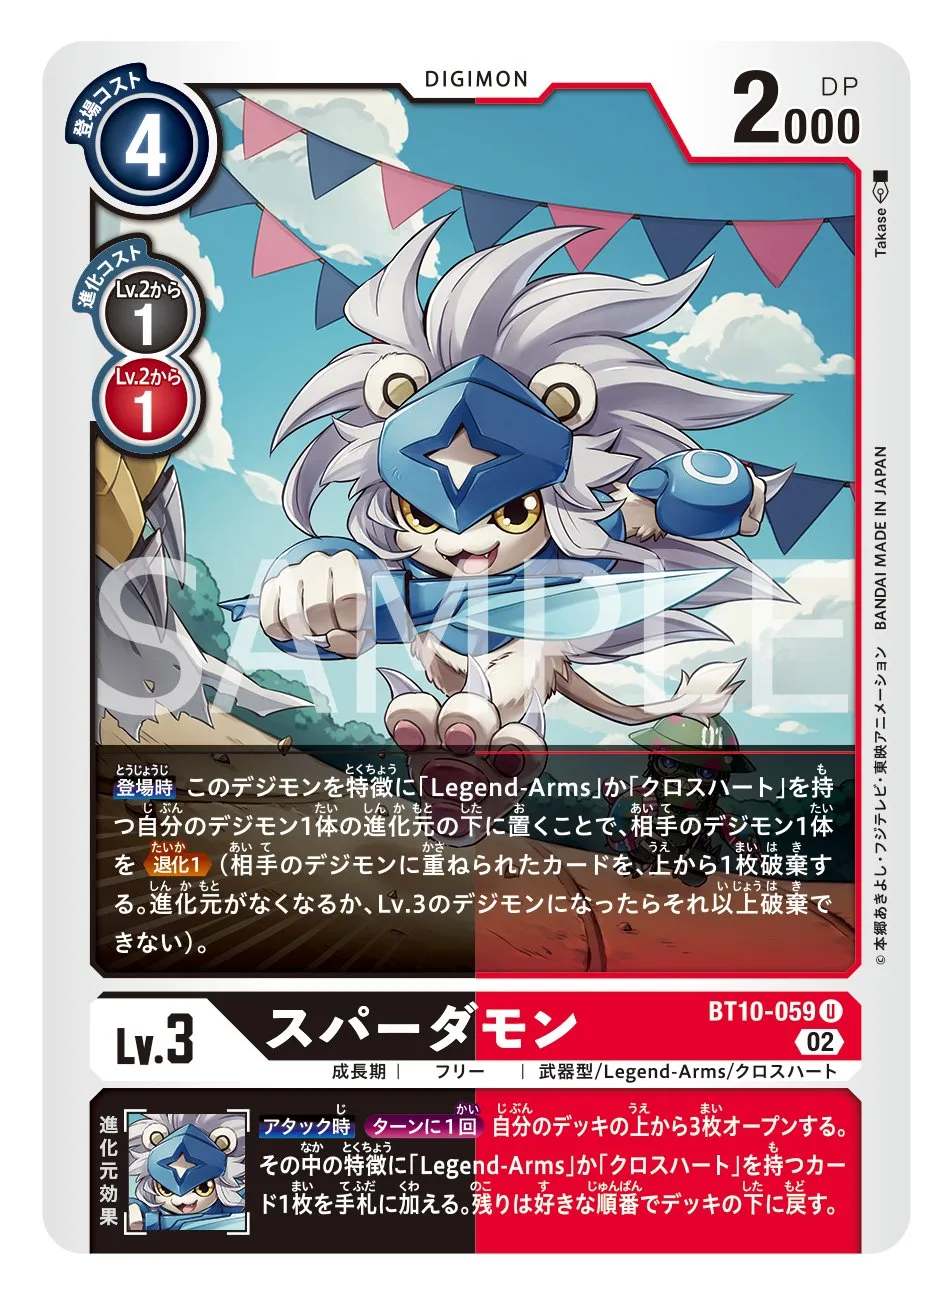 DIGIMON
登場コスト
4
DP
2000
進化コスト
Lv.2から
1
Lv.2から
1
Takase
BANDAI MADE IN JAPAN
©本郷あきよし・フジテレビ・東映アニメーション
SAMPLE
01
登場時 このデジモンを特徴に「Legend-Arms」か「クロスハート」を持
つ自分のデジモン1体の進化元の下に置くことで、相手のデジモン1体
を 退化1 (相手のデジモンに重ねられたカードを、上から1枚破棄す
る。進化元がなくなるか、Lv.3のデジモンになったらそれ以上破棄で
きない)。
BT10-059 U
Lv.3
スパーダモン
02
成長期 | フリー | 武器型/Legend-Arms/クロスハート
進化元効果
アタック時 ターンに1回 自分のデッキの上から3枚オープンする。
その中の特徴に「Legend-Arms」か「クロスハート」を持つカー
ド1枚を手札に加える。残りは好きな順番でデッキの下に戻す。